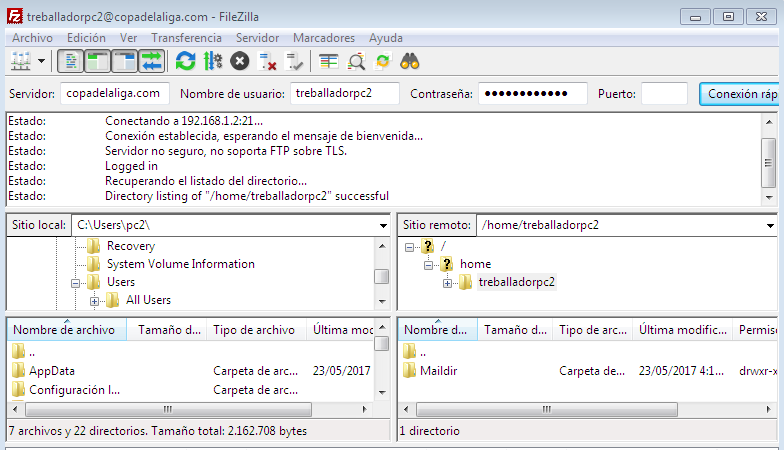 treballadorpc2@copadelaliga.com - FileZilla
Archivo Edición Ver Transferencia Servidor Marcadores Ayuda
Servidor: copadelaliga.com Nombre de usuario: treballadorpc2 Contraseña: ●●●●●●●●●●●● Puerto: Conexión ráp
Estado: Conectando a 192.168.1.2:21...
Estado: Conexión establecida, esperando el mensaje de bienvenida...
Estado: Servidor no seguro, no soporta FTP sobre TLS.
Estado: Logged in
Estado: Recuperando el listado del directorio...
Estado: Directory listing of "/home/treballadorpc2" successful
Sitio local: C:\Users\pc2\
Recovery
System Volume Information
Users
All Users
Sitio remoto: /home/treballadorpc2
/
home
treballadorpc2
Nombre de archivo Tamaño d... Tipo de archivo Última moc
..
AppData Carpeta de arc... 23/05/2017
Configuración l... Carpeta de arc...
7 archivos y 22 directorios. Tamaño total: 2.162.708 bytes
Nombre d... Tamaño d... Tipo de arc... Última modific... Permis
..
Maildir Carpeta de... 23/05/2017 4:1... drwxr-x
1 directorio